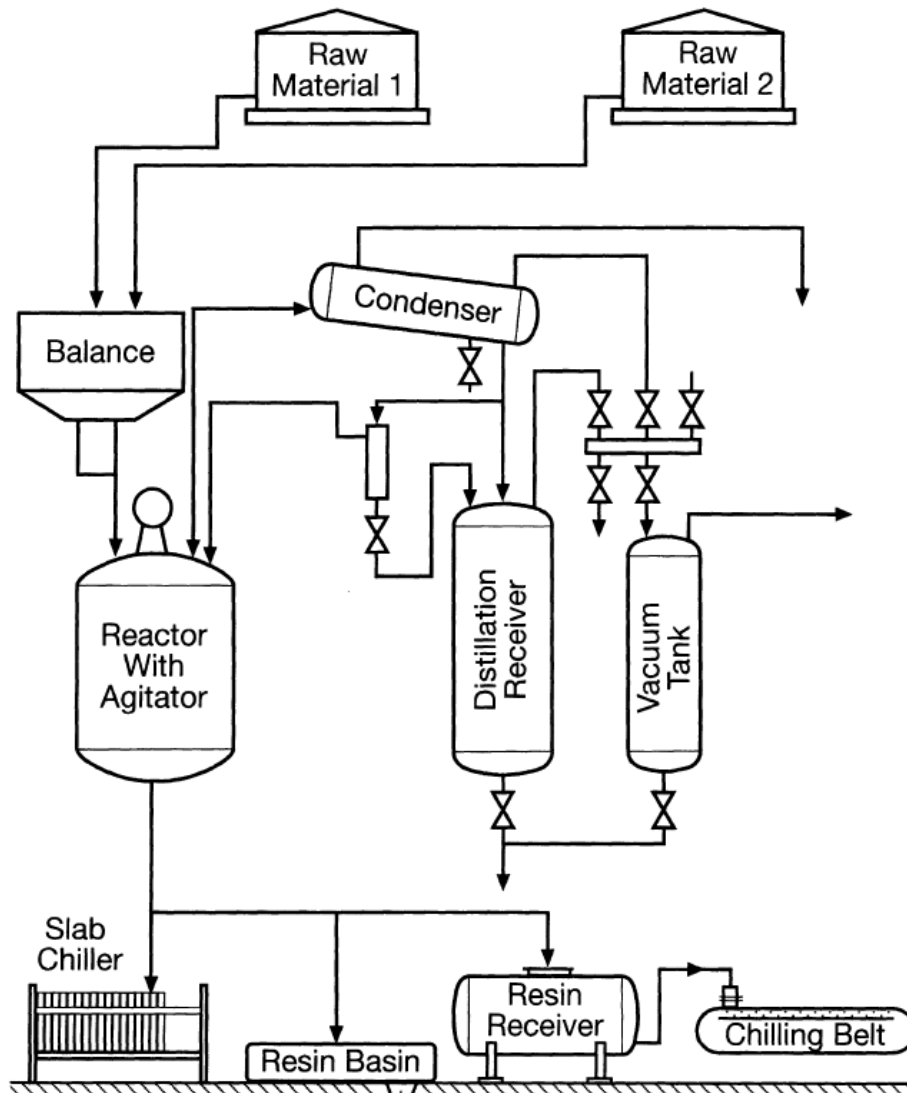 Raw
Material 1
Raw
Material 2
Condenser
Balance
Reactor
With
Agitator
Distillation
Receiver
Vacuum
Tank
Slab
Chiller
Resin
Receiver
Resin Basin
Chilling Belt